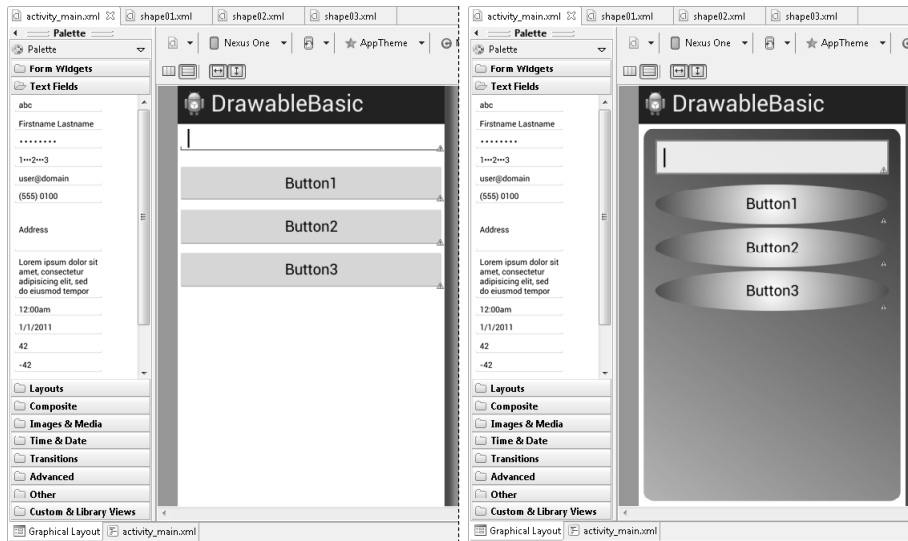 activity_main.xml shape01.xml shape02.xml shape03.xml
Palette
Palette
Nexus One AppTheme
Form Widgets
Text Fields
abc
Firstname Lastname
1•••2•••3
user@domain
(555) 0100
Address
Lorem ipsum dolor sit
amet, consectetur
adipisicing elit, sed
do eiusmod tempor
12:00am
1/1/2011
42
-42
Layouts
Composite
Images & Media
Time & Date
Transitions
Advanced
Other
Custom & Library Views
Graphical Layout activity_main.xml
DrawableBasic
Button1
Button2
Button3
activity_main.xml shape01.xml shape02.xml shape03.xml
Palette
Palette
Nexus One AppTheme
Form Widgets
Text Fields
abc
Firstname Lastname
1•••2•••3
user@domain
(555) 0100
Address
Lorem ipsum dolor sit
amet, consectetur
adipisicing elit, sed
do eiusmod tempor
12:00am
1/1/2011
42
-42
Layouts
Composite
Images & Media
Time & Date
Transitions
Advanced
Other
Custom & Library Views
Graphical Layout activity_main.xml
DrawableBasic
Button1
Button2
Button3